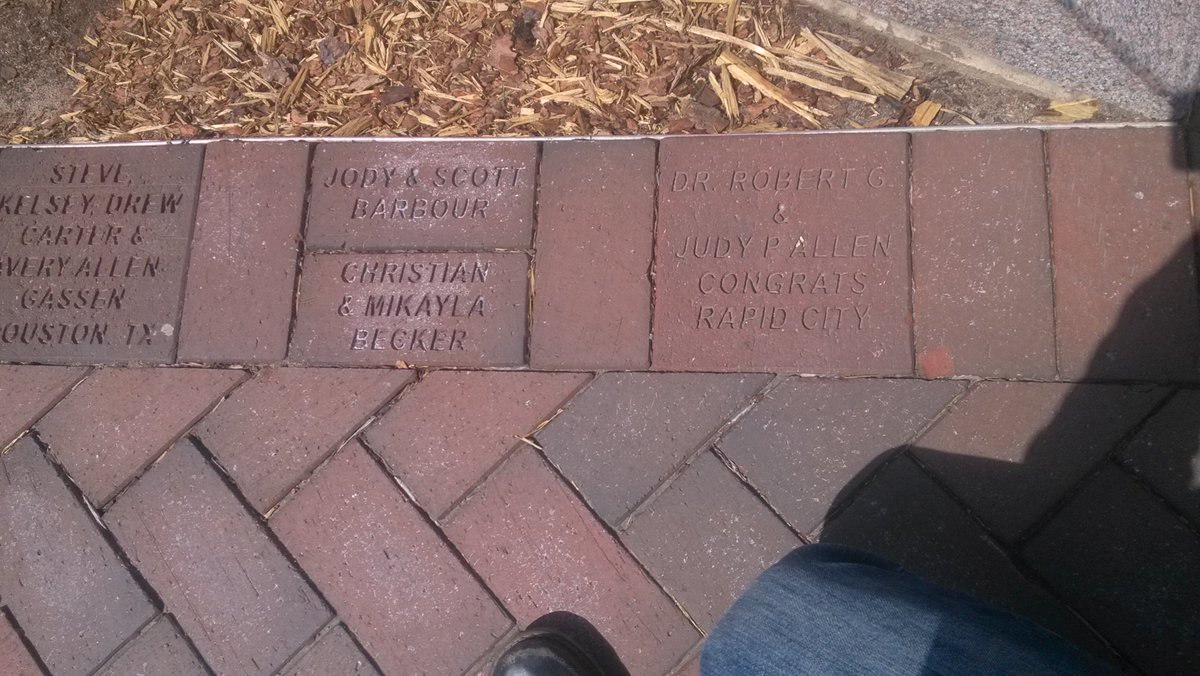 STEVE,
KELSEY, DREW
CARTER &
AVERY ALLEN
GASSEN
HOUSTON, TX
JODY & SCOTT
BARBOUR
CHRISTIAN
& MIKAYLA
BECKER
DR. ROBERT G.
&
JUDY P. ALLEN
CONGRATS
RAPID CITY